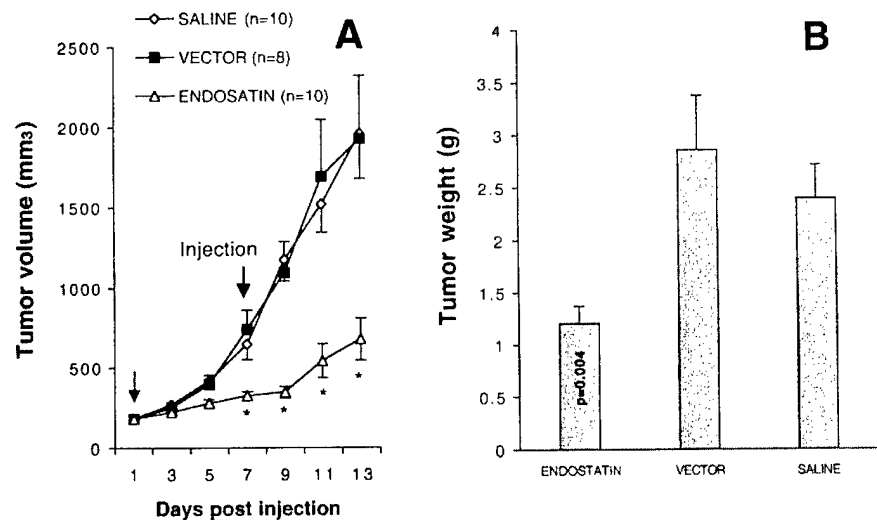 SALINE (n=10)
VECTOR (n=8)
ENDOSATIN (n=10)
A
2500
2000
1500
1000
500
0
Tumor volume (mm3)
Injection
* * * *
1 3 5 7 9 11 13
Days post injection
B
4
3.5
3
2.5
2
1.5
1
0.5
0
Tumor weight (g)
p=0.004
ENDOSTATIN VECTOR SALINE